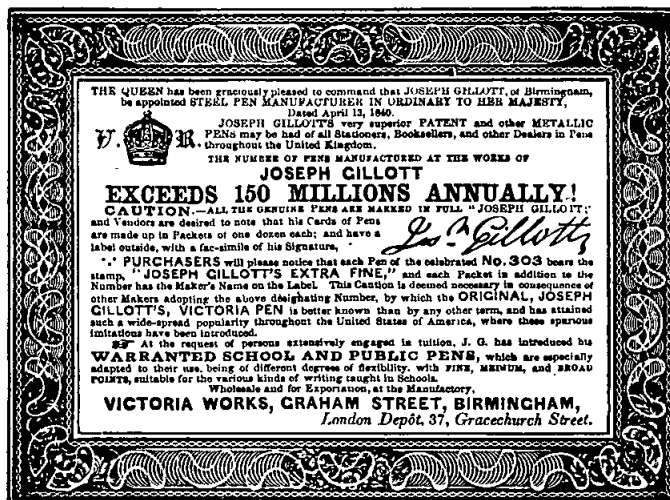 THE QUEEN has been graciously pleased to command that JOSEPH GILLOTT, of Birmingham,
be appointed STEEL PEN MANUFACTURER IN ORDINARY TO HER MAJESTY,
Dated April 13, 1840.
V. R.
JOSEPH GILLOTT'S very superior PATENT and other METALLIC
PENS may be had of all Stationers, Booksellers, and other Dealers in Pens
throughout the United Kingdom.
THE NUMBER OF PENS MANUFACTURED AT THE WORKS OF
JOSEPH GILLOTT
EXCEEDS 150 MILLIONS ANNUALLY!
CAUTION.—ALL THE GENUINE PENS ARE MARKED IN FULL "JOSEPH GILLOTT;"
and Vendors are desired to note that his Cards of Pens
are made up in Packets of one dozen each; and have a
label outside, with a fac-simile of his Signature,
Jos^h Gillott
PURCHASERS will please notice that each Pen of the celebrated No. 303 bears the
stamp, "JOSEPH GILLOTT'S EXTRA FINE," and each Packet in addition to the
Number has the Maker's Name on the Label. This Caution is deemed necessary in consequence of
other Makers adopting the above designating Number, by which the ORIGINAL, JOSEPH
GILLOTT'S, VICTORIA PEN is better known than by any other term, and has attained
such a wide-spread popularity throughout the United States of America, where these spurious
imitations have been introduced.
☞ At the request of persons extensively engaged in tuition, J. G. has introduced his
WARRANTED SCHOOL AND PUBLIC PENS, which are especially
adapted to their use, being of different degrees of flexibility, with FINE, MEDIUM, and BROAD
POINTS, suitable for the various kinds of writing taught in Schools.
Wholesale and for Exportation, at the Manufactory,
VICTORIA WORKS, GRAHAM STREET, BIRMINGHAM,
London Depôt, 37, Gracechurch Street.